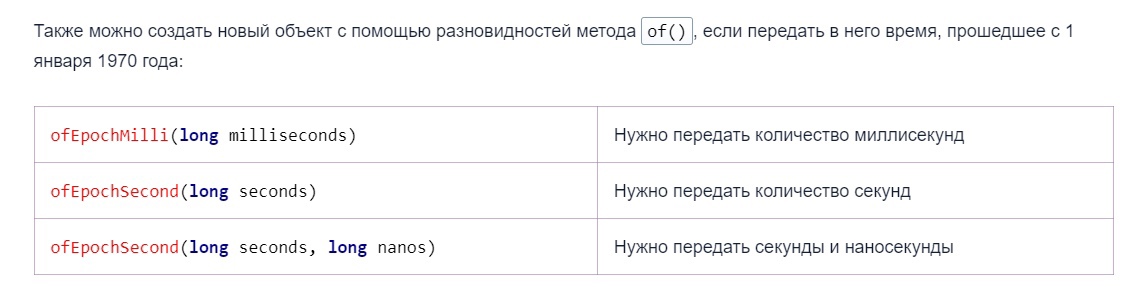 Также можно создать новый объект с помощью разновидностей метода of(), если передать в него время, прошедшее с 1
января 1970 года:
ofEpochMilli(long milliseconds) Нужно передать количество миллисекунд
ofEpochSecond(long seconds) Нужно передать количество секунд
ofEpochSecond(long seconds, long nanos) Нужно передать секунды и наносекунды